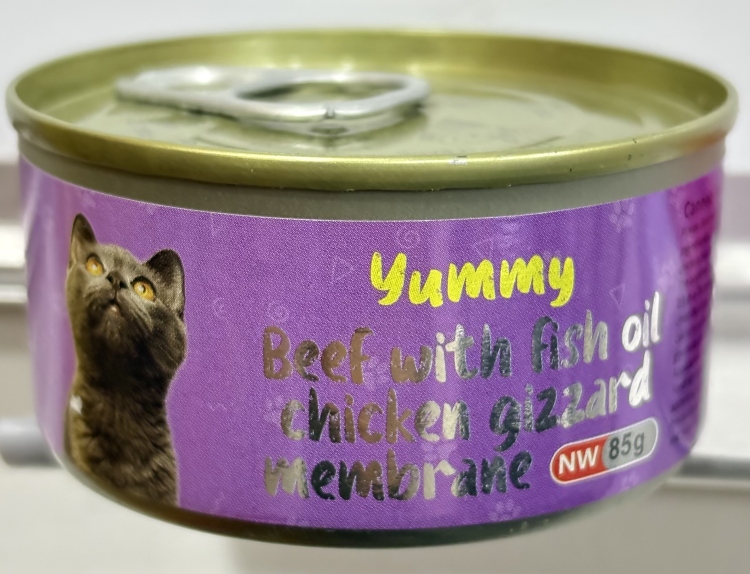 Yummy
Beef with fish oil
chicken gizzard
membrane
NW 85g